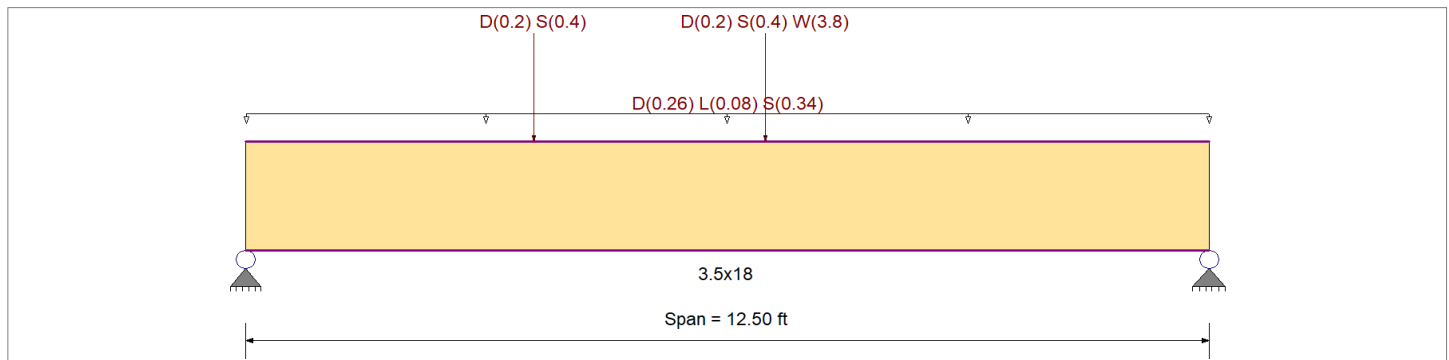 D(0.2) S(0.4) D(0.2) S(0.4) W(3.8)
D(0.26) L(0.08) S(0.34)
3.5x18
Span = 12.50 ft